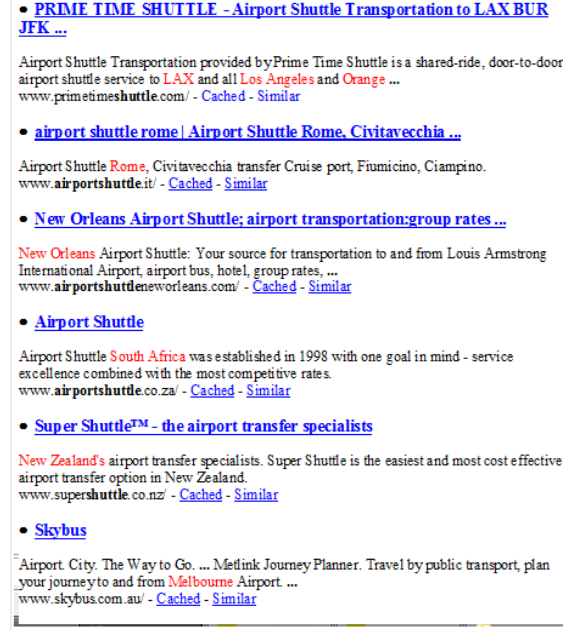 • PRIME TIME SHUTTLE - Airport Shuttle Transportation to LAX BUR
JFK ...
Airport Shuttle Transportation provided by Prime Time Shuttle is a shared-ride, door-to-door
airport shuttle service to LAX and all Los Angeles and Orange ...
www.primetimeshuttle.com/ - Cached - Similar
• airport shuttle rome | Airport Shuttle Rome, Civitavecchia ...
Airport Shuttle Rome, Civitavecchia transfer Cruise port, Fiumicino, Ciampino.
www.airportshuttle.it/ - Cached - Similar
• New Orleans Airport Shuttle; airport transportation:group rates ...
New Orleans Airport Shuttle: Your source for transportation to and from Louis Armstrong
International Airport, airport bus, hotel, group rates, ...
www.airportshuttleneworleans.com/ - Cached - Similar
• Airport Shuttle
Airport Shuttle South Africa was established in 1998 with one goal in mind - service
excellence combined with the most competitive rates.
www.airportshuttle.co.za/ - Cached - Similar
• Super Shuttle™ - the airport transfer specialists
New Zealand's airport transfer specialists. Super Shuttle is the easiest and most cost effective
airport transfer option in New Zealand.
www.supershuttle.co.nz/ - Cached - Similar
• Skybus
Airport. City. The Way to Go. ... Metlink Journey Planner. Travel by public transport, plan
your journey to and from Melbourne Airport. ...
www.skybus.com.au/ - Cached - Similar